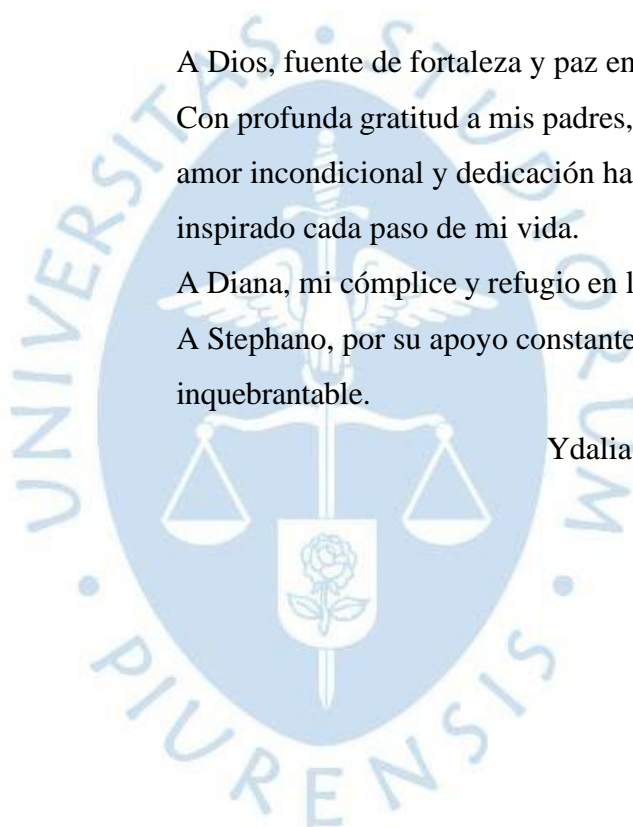 A Dios, fuente de fortaleza y paz en
Con profunda gratitud a mis padres,
amor incondicional y dedicación ha
inspirado cada paso de mi vida.
A Diana, mi cómplice y refugio en l
A Stephano, por su apoyo constante
inquebrantable.
Ydalia
UNIVERSITAS • STUDIORUM • PIURENSIS •